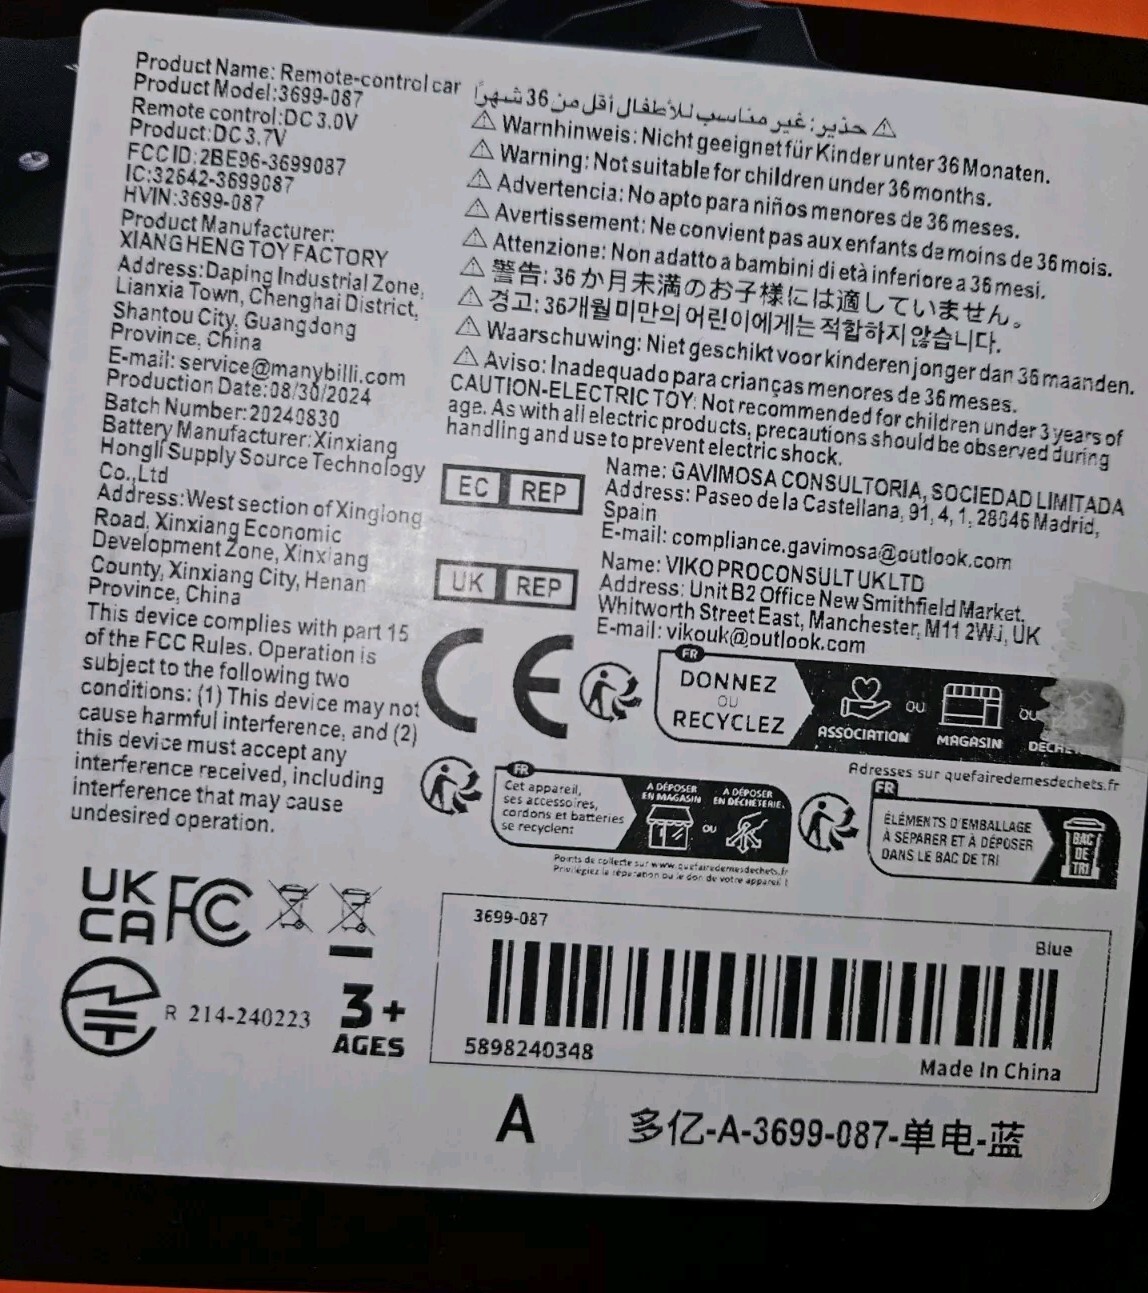 Product Name: Remote-control car
Product Model:3699-087
Remote control:DC 3.0V
Product:DC 3.7V
FCC ID:2BE96-3699087
IC:32642-3699087
HVIN:3699-087
Product Manufacturer:
XIANGHENG TOY FACTORY
Address:Daping Industrial Zone,
Lianxia Town, Chenghai District,
Shantou City, Guangdong
Province, China
E-mail: service@manybilli.com
Production Date:08/30/2024
Batch Number:20240830
Battery Manufacturer:Xinxiang
Hongli Supply Source Technology
Co.,Ltd
Address:West section of Xinglong
Road, Xinxiang Economic
Development Zone, Xinxiang
County, Xinxiang City, Henan
Province, China
This device complies with part 15
of the FCC Rules. Operation is
subject to the following two
conditions: (1) This device may not
cause harmful interference, and (2)
this device must accept any
interference received, including
interference that may cause
undesired operation.
حذير: غير مناسب للأطفال أقل من 36 شهراً
Warnhinweis: Nicht geeignet für Kinder unter 36 Monaten.
Warning: Not suitable for children under 36 months.
Advertencia: No apto para niños menores de 36 meses.
Avertissement: Ne convient pas aux enfants de moins de 36 mois.
Attenzione: Non adatto a bambini di età inferiore a 36 mesi.
警告: 36 か月未満のお子様には適していません。
경고: 36개월 미만의 어린이에게는 적합하지 않습니다.
Waarschuwing: Niet geschikt voor kinderen jonger dan 36 maanden.
Aviso: Inadequado para crianças menores de 36 meses.
CAUTION-ELECTRIC TOY: Not recommended for children under 3 years of
age. As with all electric products, precautions should be observed during
handling and use to prevent electric shock.
EC REP
Name: GAVIMOSA CONSULTORIA, SOCIEDAD LIMITADA
Address: Paseo de la Castellana, 91, 4, 1, 28046 Madrid,
Spain
E-mail: compliance.gavimosa@outlook.com
UK REP
Name: VIKO PROCONSULT UK LTD
Address: Unit B2 Office New Smithfield Market,
Whitworth Street East, Manchester, M11 2WJ, UK
E-mail: vikouk@outlook.com
CE
FR
DONNEZ
OU
RECYCLEZ
ASSOCIATION
OU
MAGASIN
OU
Adresses sur quefairedemesdechets.fr
FR
Cet appareil,
ses accessoires,
cordons et batteries
se recyclent
A DÉPOSER
EN MAGASIN
OU
A DÉPOSER
EN DÉCHÈTERIE.
Points de collecte sur www.quefairedemesdechets.fr
Privilégiez la réparation ou le don de votre appareil !
FR
ÉLÉMENTS D'EMBALLAGE
À SÉPARER ET À DÉPOSER
DANS LE BAC DE TRI
BAC
DE
TRI
UK
CA
FC
R 214-240223
3+
AGES
3699-087
Blue
5898240348
Made In China
A
多亿-A-3699-087-单电-蓝